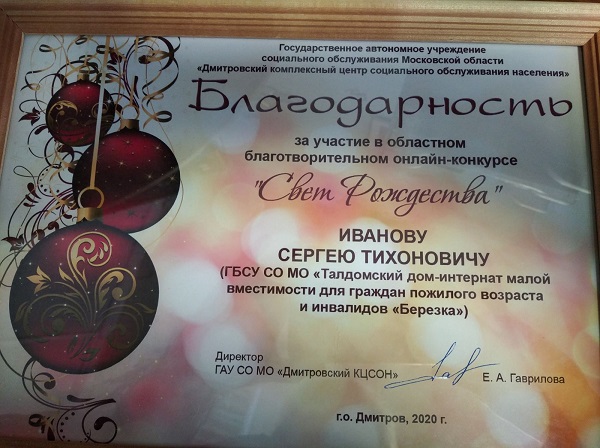 Государственное автономное учреждение
социального обслуживания Московской области
«Дмитровский комплексный центр социального обслуживания населения»
Благодарность
за участие в областном
благотворительном онлайн-конкурсе
"Свет Рождества"
ИВАНОВУ
СЕРГЕЮ ТИХОНОВИЧУ
(ГБСУ СО МО «Талдомский дом-интернат малой
вместимости для граждан пожилого возраста
и инвалидов «Березка»)
Директор
ГАУ СО МО «Дмитровский КЦСОН»
Е. А. Гаврилова
г.о. Дмитров, 2020 г.